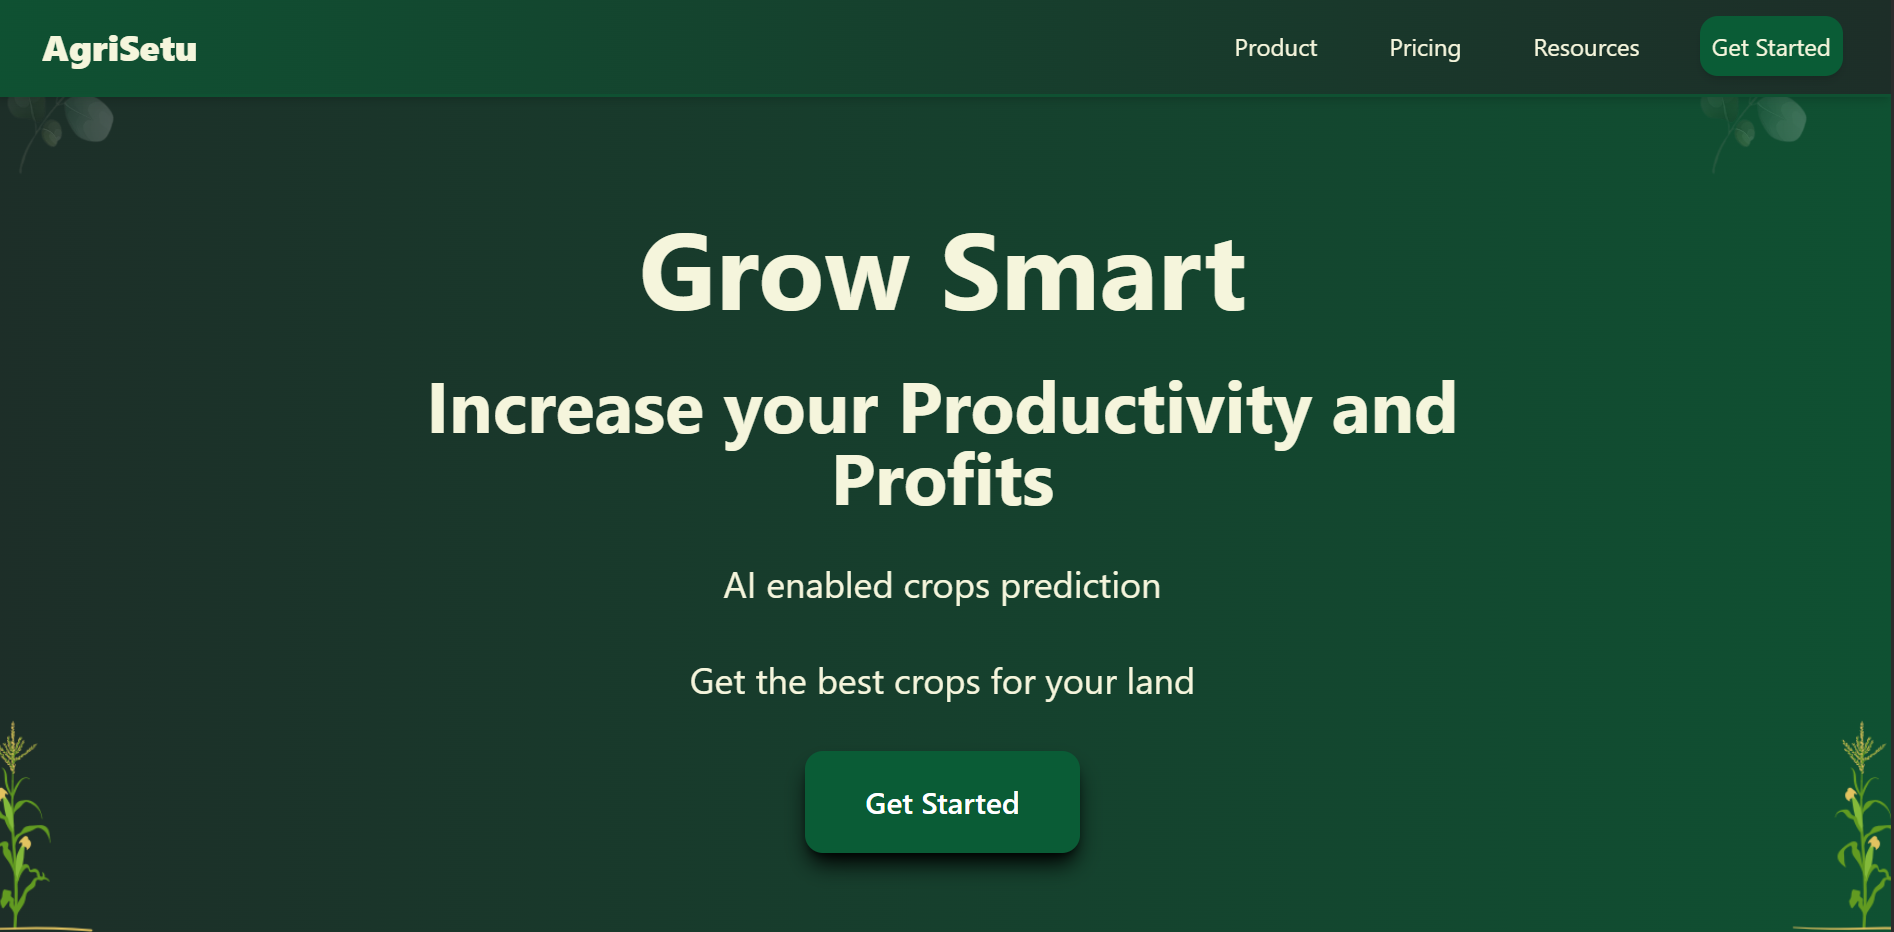 AgriSetu
Product
Pricing
Resources
Get Started
Grow Smart
Increase your Productivity and
Profits
AI enabled crops prediction
Get the best crops for your land
Get Started